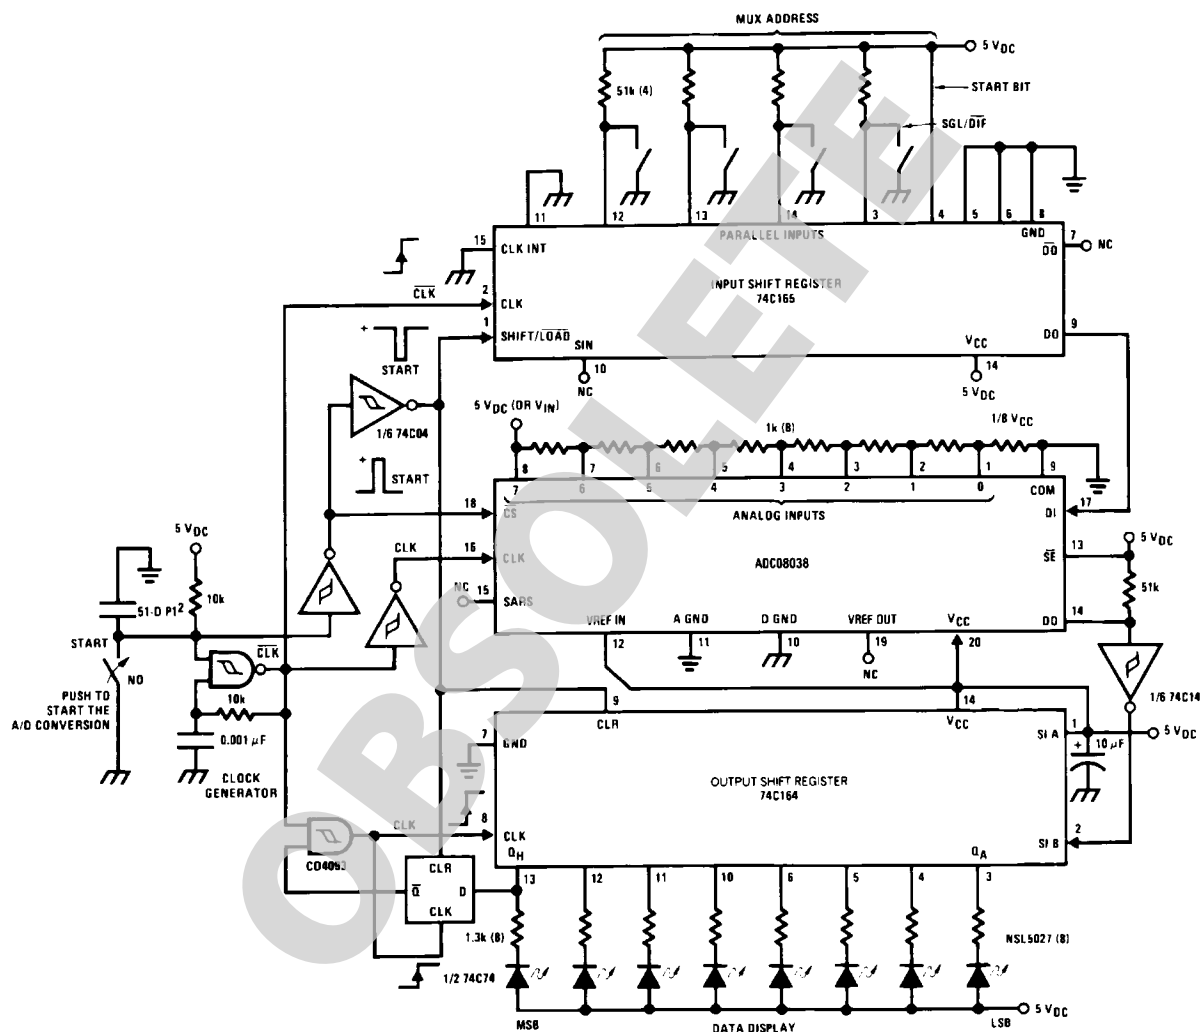 MUX ADDRESS
5 VDC
51k (4)
START BIT
SGL/DIF
11
12
13
14
3
4
5
6
8
15
CLK INT
PARALLEL INPUTS
GND
7
DO
NC
INPUT SHIFT REGISTER
74C165
CLK
2
CLK
1
SHIFT/LOAD
9
DO
SIN
VCC
10
NC
14
5 VDC
+
START
1/6 74C04
5 VDC (OR VIN)
1k (8)
1/8 VCC
+
START
8
7
6
5
4
3
2
1
9
7
6
5
4
3
2
1
0
COM
ANALOG INPUTS
18
CS
DI
17
5 VDC
CLK
16
CLK
ADC08038
13
SE
5 VDC
51k
NC
15
SARS
14
DO
VREF IN
A GND
D GND
VREF OUT
VCC
12
11
10
19
20
NC
10k
51-D P1²
START
NO
PUSH TO
START THE
A/D CONVERSION
CLK
10k
0.001 µF
CLOCK
GENERATOR
1/6 74C14
9
CLR
14
VCC
7
GND
SI A
1
5 VDC
+
10 µF
OUTPUT SHIFT REGISTER
74C164
CLK
8
CLK
SI B
2
CD4093
QH
QA
CLR
Q
D
CLK
13
12
11
10
6
5
4
3
1.3k (8)
NSL5027 (8)
1/2 74C74
5 VDC
MSB
DATA DISPLAY
LSB
OBSOLETE